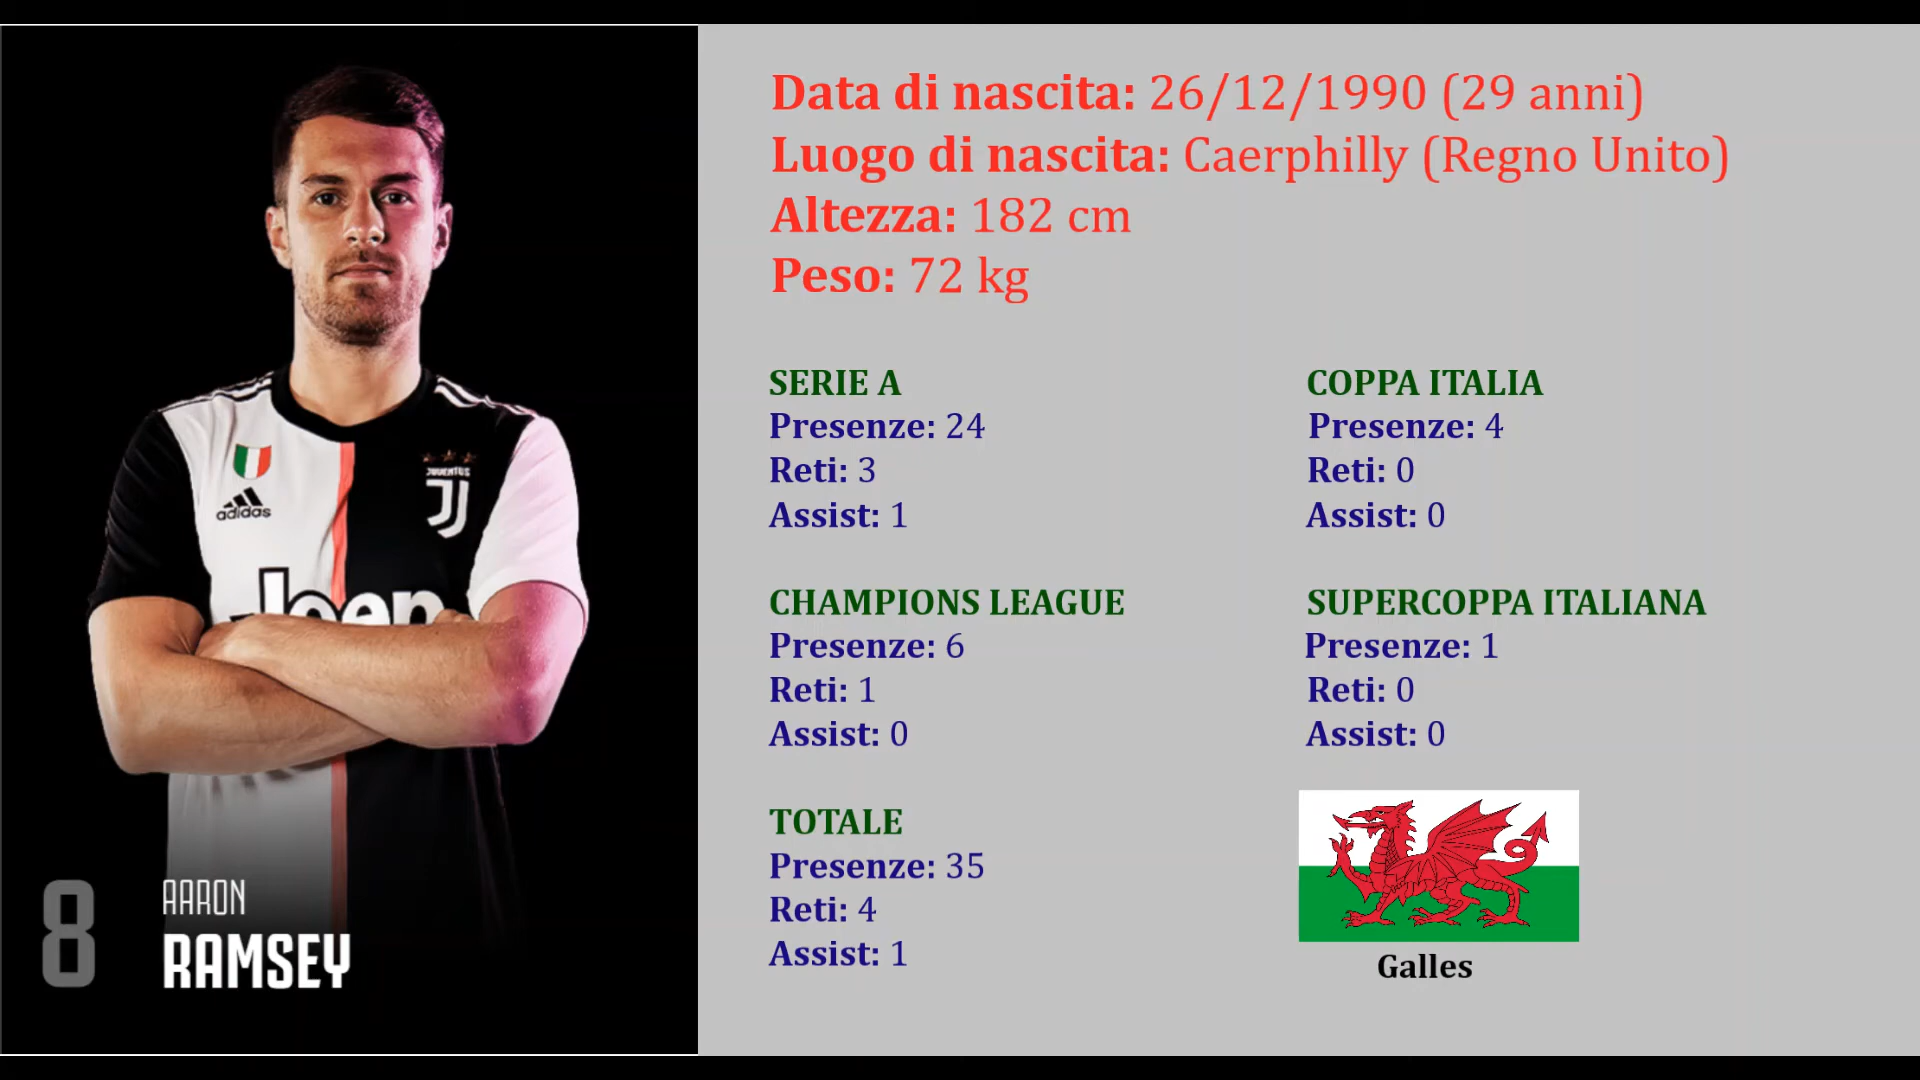 Data di nascita: 26/12/1990 (29 anni)
Luogo di nascita: Caerphilly (Regno Unito)
Altezza: 182 cm
Peso: 72 kg
SERIE A
Presenze: 24
Reti: 3
Assist: 1
COPPA ITALIA
Presenze: 4
Reti: 0
Assist: 0
CHAMPIONS LEAGUE
Presenze: 6
Reti: 1
Assist: 0
SUPERCOPPA ITALIANA
Presenze: 1
Reti: 0
Assist: 0
TOTALE
Presenze: 35
Reti: 4
Assist: 1
Galles
adidas
JUVENTUS
Jeep
8
AARON
RAMSEY